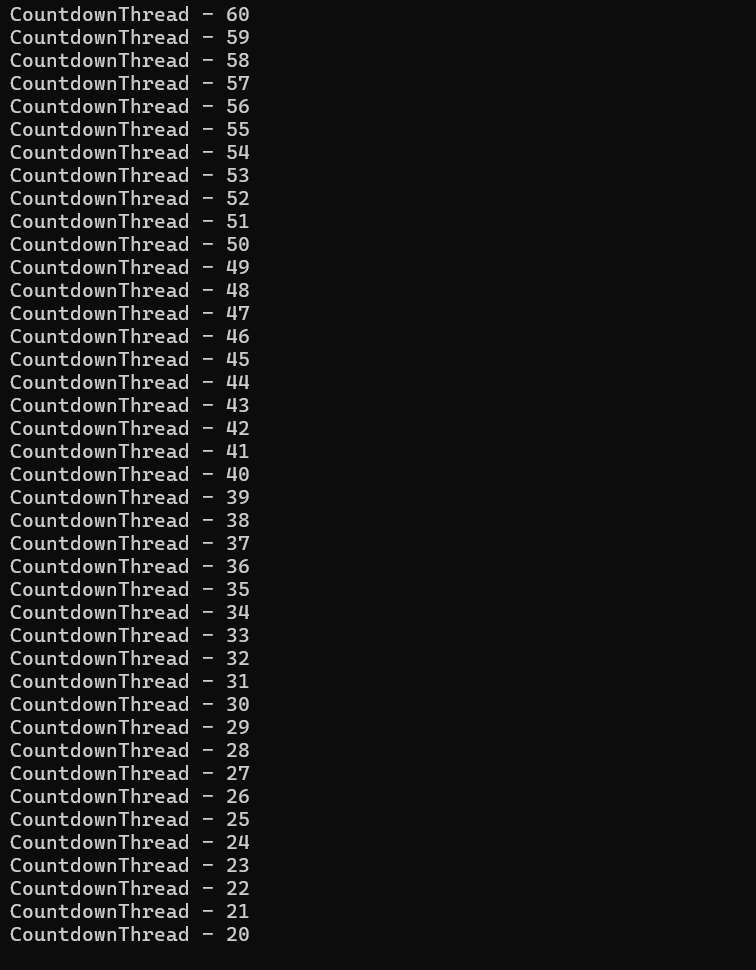 CountdownThread - 60
CountdownThread - 59
CountdownThread - 58
CountdownThread - 57
CountdownThread - 56
CountdownThread - 55
CountdownThread - 54
CountdownThread - 53
CountdownThread - 52
CountdownThread - 51
CountdownThread - 50
CountdownThread - 49
CountdownThread - 48
CountdownThread - 47
CountdownThread - 46
CountdownThread - 45
CountdownThread - 44
CountdownThread - 43
CountdownThread - 42
CountdownThread - 41
CountdownThread - 40
CountdownThread - 39
CountdownThread - 38
CountdownThread - 37
CountdownThread - 36
CountdownThread - 35
CountdownThread - 34
CountdownThread - 33
CountdownThread - 32
CountdownThread - 31
CountdownThread - 30
CountdownThread - 29
CountdownThread - 28
CountdownThread - 27
CountdownThread - 26
CountdownThread - 25
CountdownThread - 24
CountdownThread - 23
CountdownThread - 22
CountdownThread - 21
CountdownThread - 20